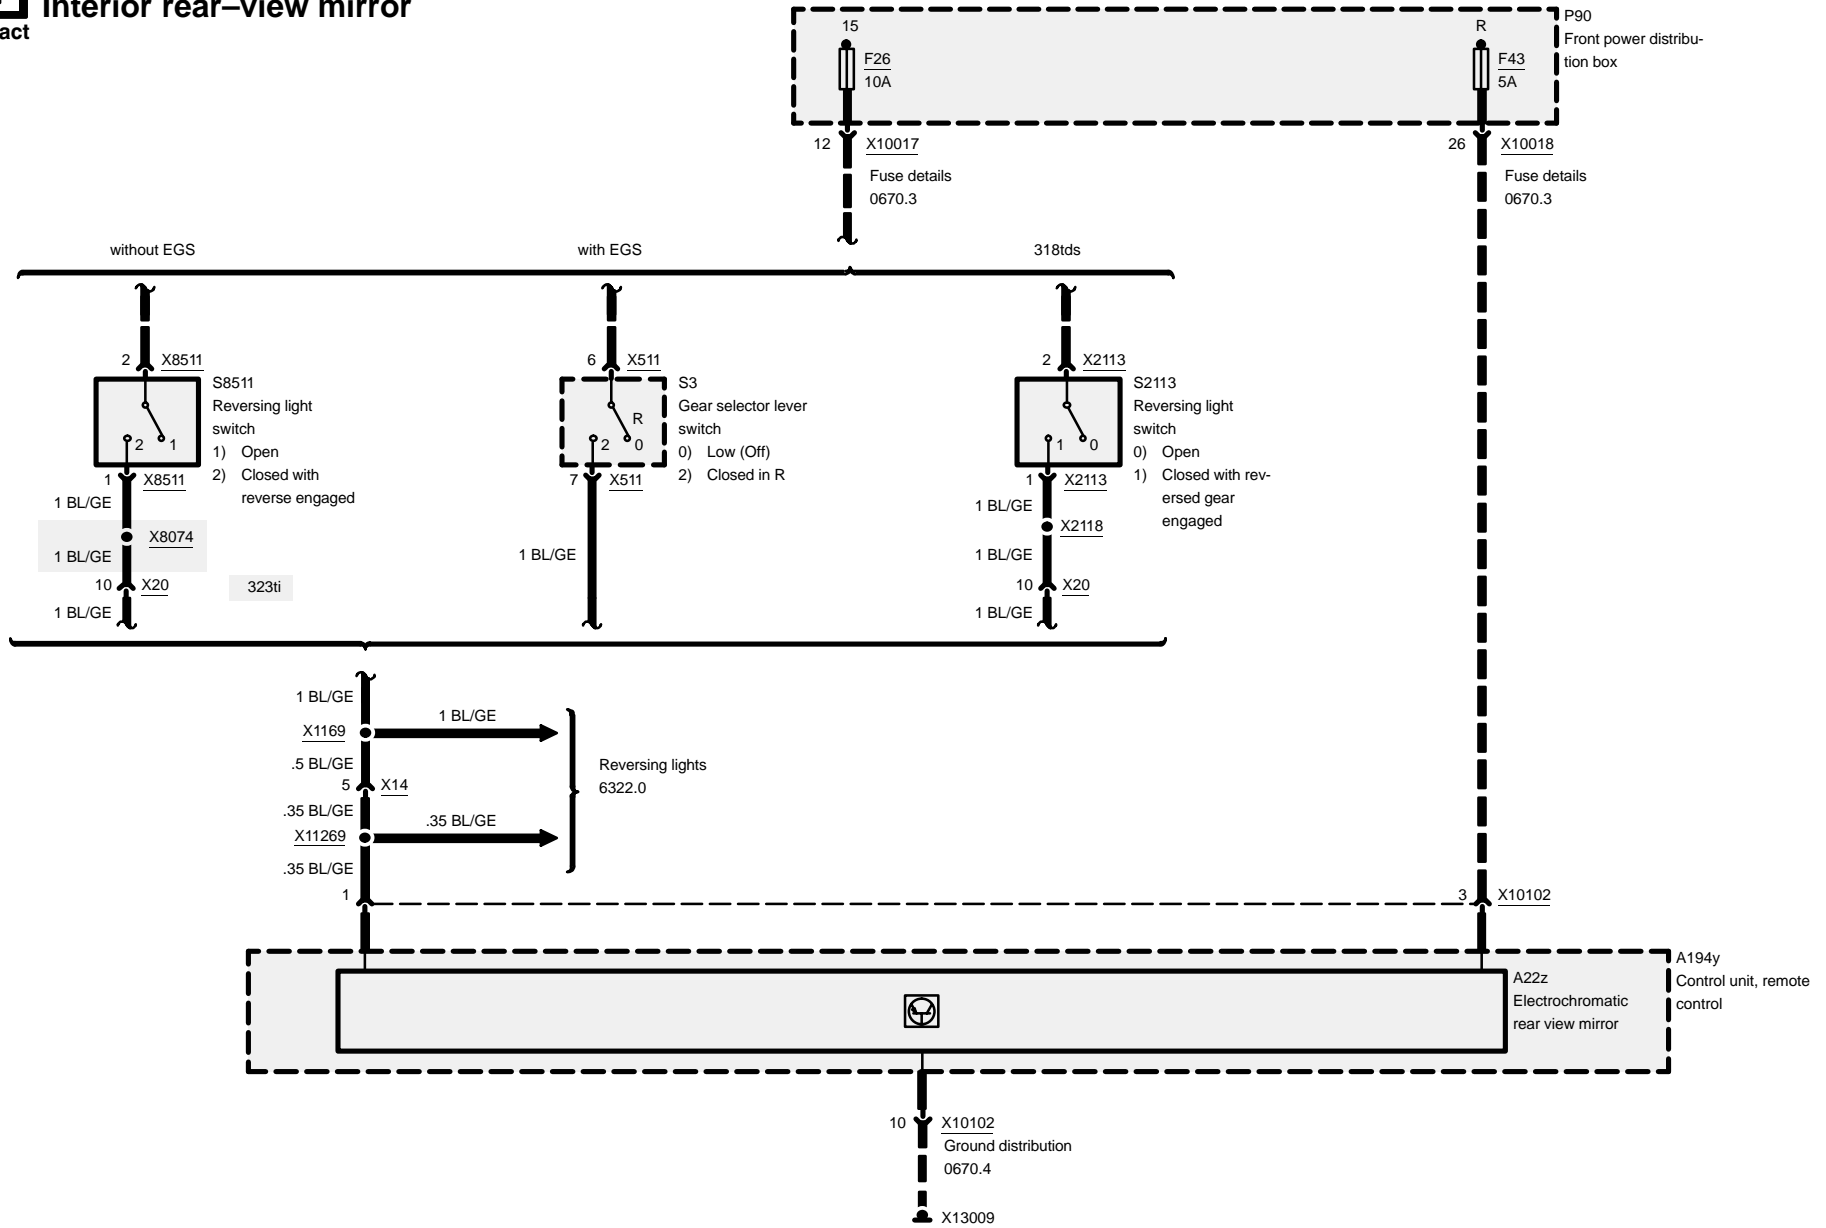 Interior rear–view mirror
act
15
F26
10A
R
F43
5A
P90
Front power distribu-
tion box
12 X10017
Fuse details
0670.3
26 X10018
Fuse details
0670.3
without EGS
with EGS
318tds
2 X8511
S8511
Reversing light
switch
1) Open
2) Closed with
reverse engaged
2 1
1 X8511
1 BL/GE
X8074
1 BL/GE
10 X20
323ti
1 BL/GE
6 X511
S3
Gear selector lever
switch
0) Low (Off)
2) Closed in R
R
2 0
7 X511
1 BL/GE
2 X2113
S2113
Reversing light
switch
0) Open
1) Closed with rev-
ersed gear
engaged
1 0
1 X2113
1 BL/GE
X2118
1 BL/GE
10 X20
1 BL/GE
1 BL/GE
1 BL/GE
X1169
.5 BL/GE
5 X14
Reversing lights
6322.0
.35 BL/GE
.35 BL/GE
X11269
.35 BL/GE
1
3 X10102
A194y
Control unit, remote
control
A22z
Electrochromatic
rear view mirror
10 X10102
Ground distribution
0670.4
X13009